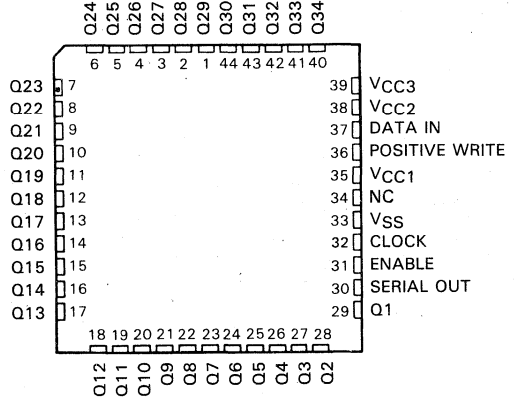 Q24 Q25 Q26 Q27 Q28 Q29 Q30 Q31 Q32 Q33 Q34
6 5 4 3 2 1 44 43 42 41 40
Q23 7 39 VCC3
Q22 8 38 VCC2
Q21 9 37 DATA IN
Q20 10 36 POSITIVE WRITE
Q19 11 35 VCC1
Q18 12 34 NC
Q17 13 33 VSS
Q16 14 32 CLOCK
Q15 15 31 ENABLE
Q14 16 30 SERIAL OUT
Q13 17 29 Q1
18 19 20 21 22 23 24 25 26 27 28
Q12 Q11 Q10 Q9 Q8 Q7 Q6 Q5 Q4 Q3 Q2